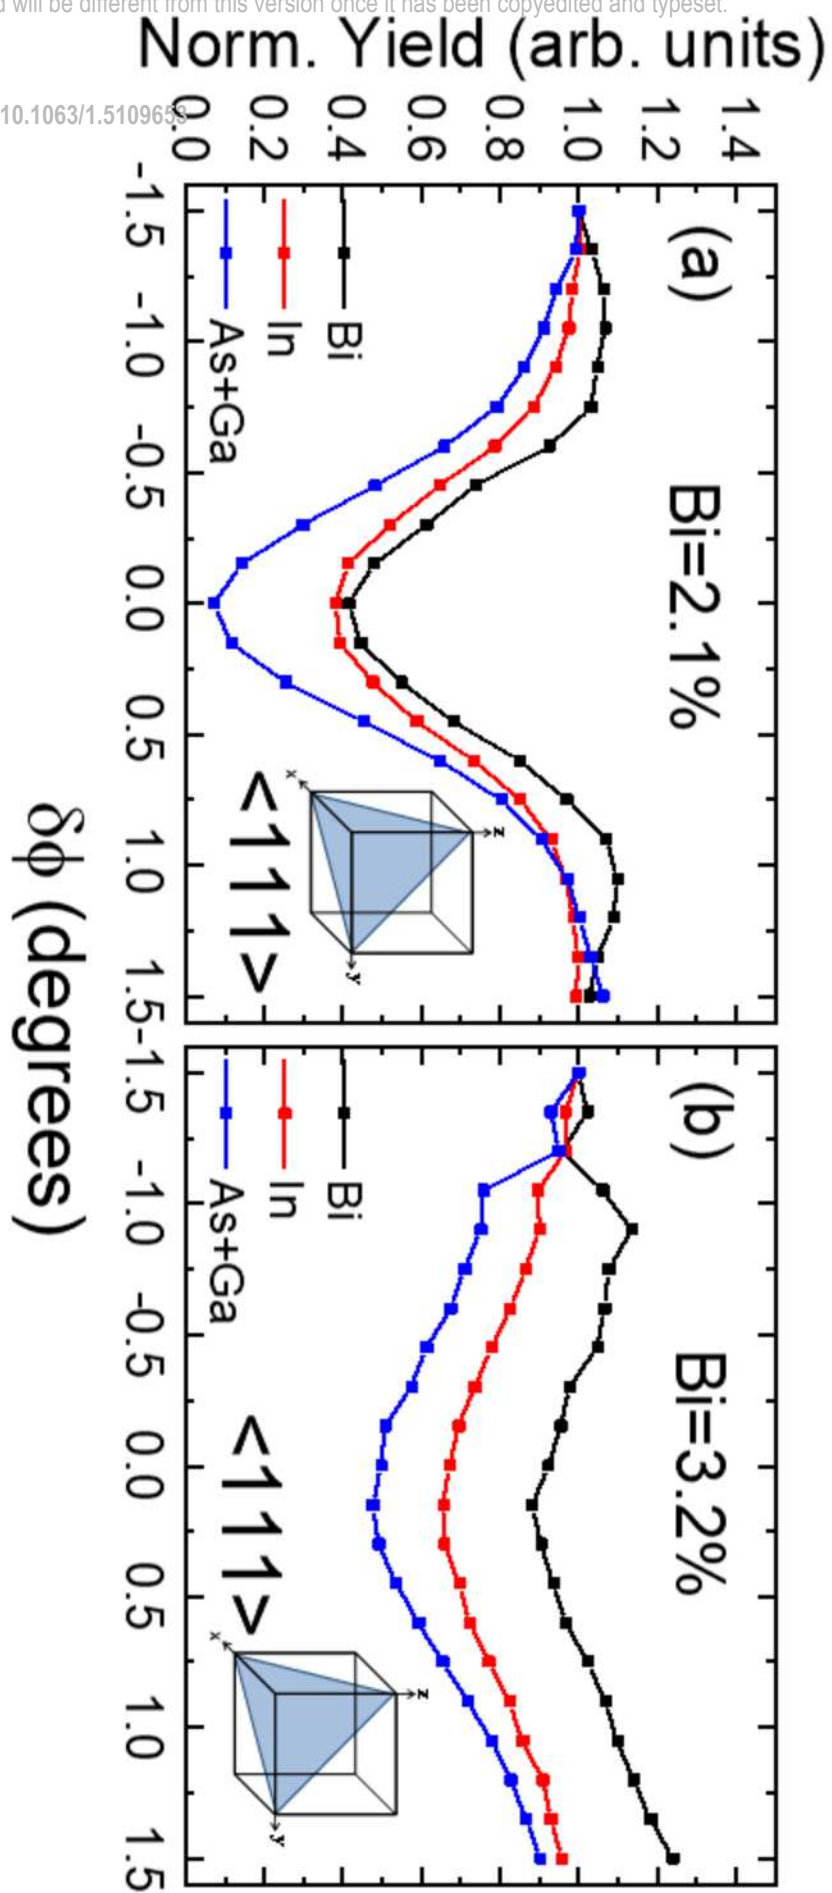 d will be different from this version once it has been copyedited and typeset.
10.1063/1.5109653
Norm. Yield (arb. units)
0.0
0.2
0.4
0.6
0.8
1.0
1.2
1.4
(a)
Bi=2.1%
Bi
In
As+Ga
<111>
x
y
z
-1.5
-1.0
-0.5
0.0
0.5
1.0
1.5
(b)
Bi=3.2%
Bi
In
As+Ga
<111>
x
y
z
-1.5
-1.0
-0.5
0.0
0.5
1.0
1.5
δϕ (degrees)